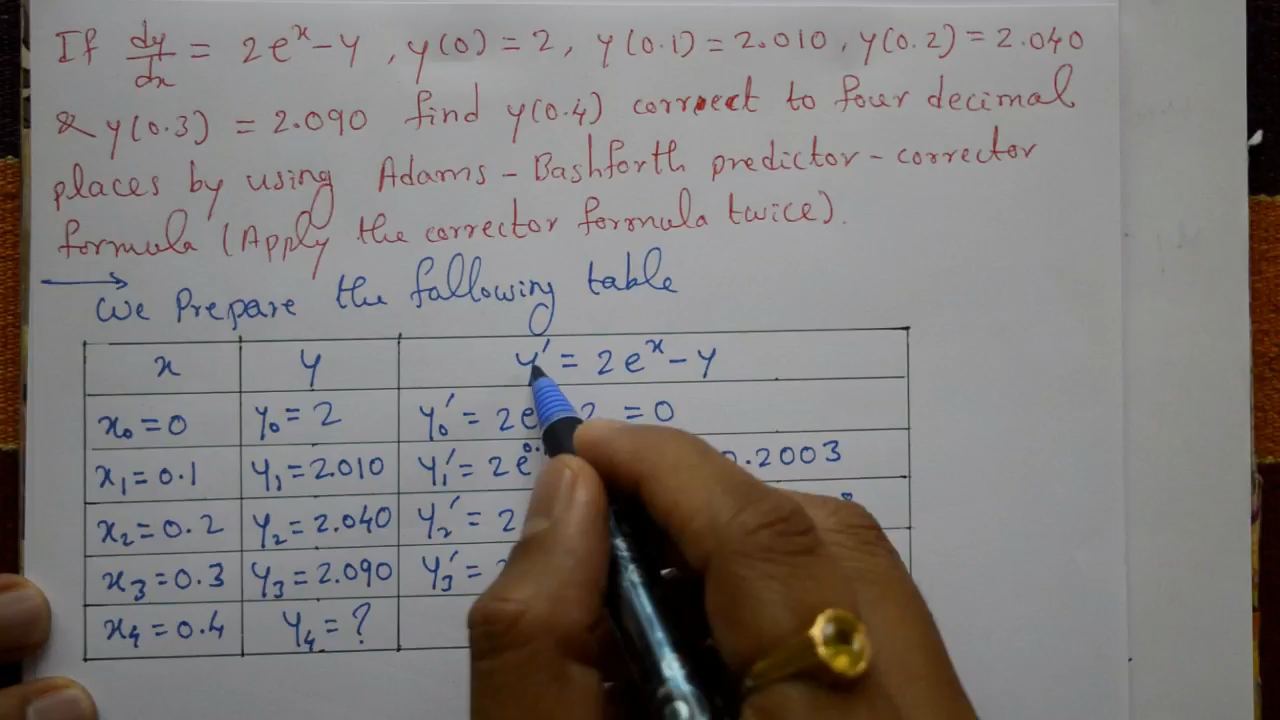 If dy/dx = 2e^x - y , y(0) = 2, y(0.1) = 2.010, y(0.2) = 2.040
& y(0.3) = 2.090 find y(0.4) correct to four decimal
places by using Adams - Bashforth predictor - corrector
formula (Apply the corrector formula twice).
→ We Prepare the following table
x y y' = 2e^x - y
x₀ = 0 y₀ = 2 y₀' = 2e 2 = 0
x₁ = 0.1 y₁ = 2.010 y₁' = 2e^0. 0.2003
x₂ = 0.2 y₂ = 2.040 y₂' = 2
x₃ = 0.3 y₃ = 2.090 y₃' =
x₄ = 0.4 y₄ = ?